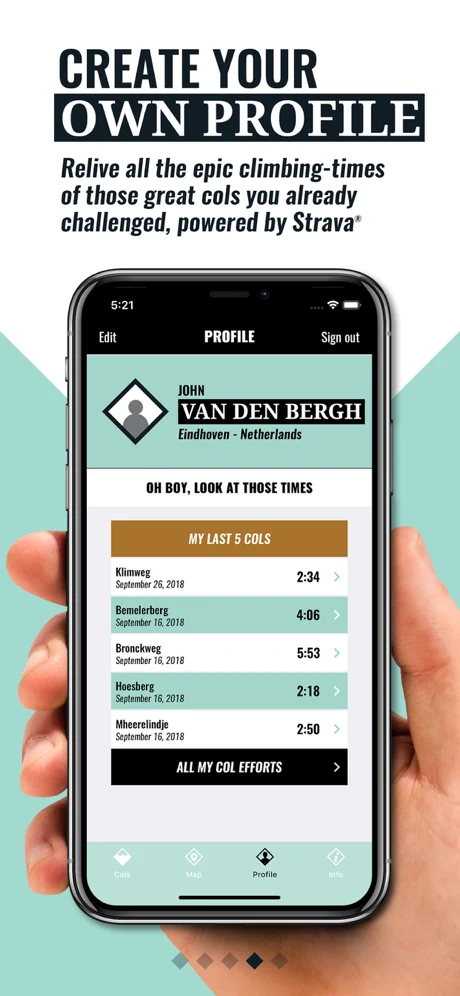 CREATE YOUR
OWN PROFILE
Relive all the epic climbing-times
of those great cols you already
challenged, powered by Strava®
5:21
Edit
PROFILE
Sign out
JOHN
VAN DEN BERGH
Eindhoven - Netherlands
OH BOY, LOOK AT THOSE TIMES
MY LAST 5 COLS
Klimweg
2:34
September 26, 2018
Bemelerberg
4:06
September 16, 2018
Bronckweg
5:53
September 16, 2018
Hoesberg
2:18
September 16, 2018
Mheerelindje
2:50
September 16, 2018
ALL MY COL EFFORTS
Cols
Map
Profile
Info